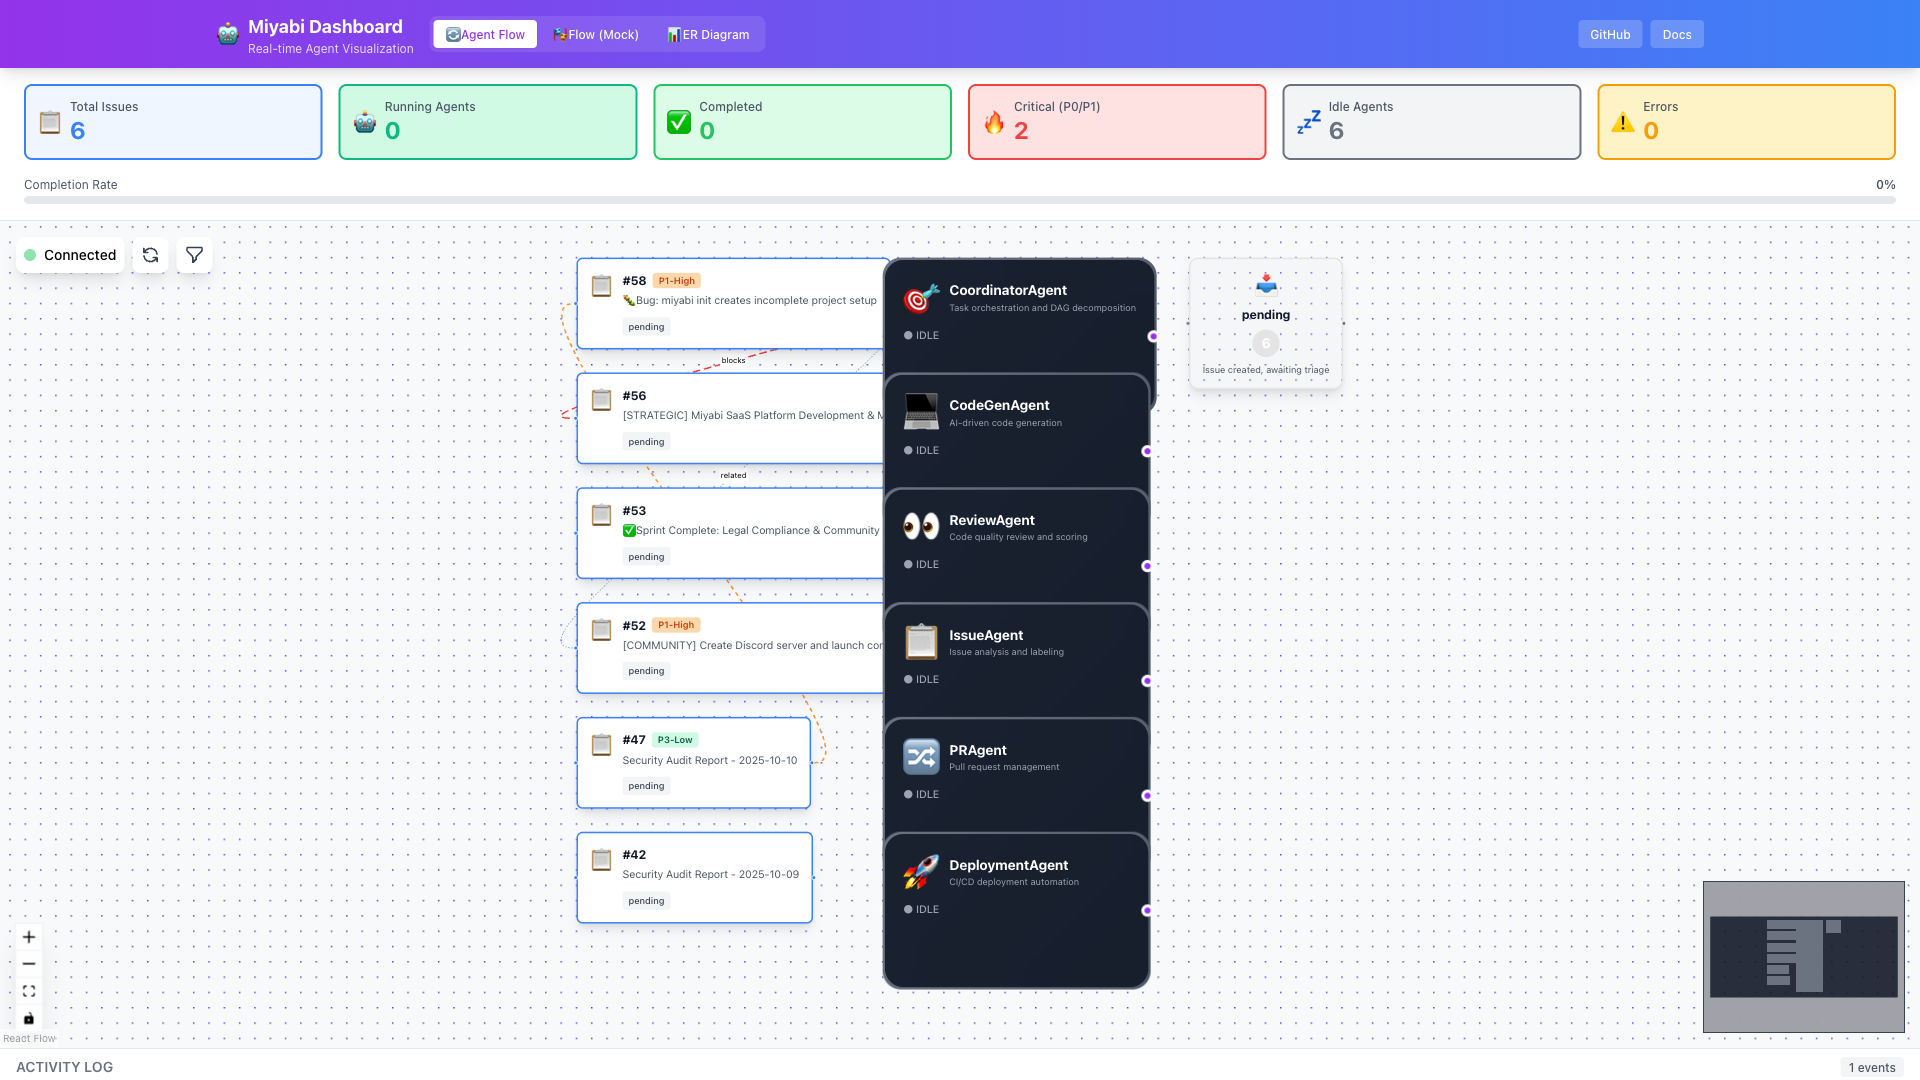 Miyabi Dashboard
Real-time Agent Visualization
Agent Flow
Flow (Mock)
ER Diagram
GitHub
Docs
Total Issues
6
Running Agents
0
Completed
0
Critical (P0/P1)
2
Idle Agents
6
Errors
0
Completion Rate
0%
Connected
#58 P1-High
Bug: miyabi init creates incomplete project setup
pending
blocks
#56
[STRATEGIC] Miyabi SaaS Platform Development & M
pending
related
#53
Sprint Complete: Legal Compliance & Community
pending
#52 P1-High
[COMMUNITY] Create Discord server and launch
pending
#47 P3-Low
Security Audit Report - 2025-10-10
pending
#42
Security Audit Report - 2025-10-09
pending
CoordinatorAgent
Task orchestration and DAG decomposition
IDLE
CodeGenAgent
AI-driven code generation
IDLE
ReviewAgent
Code quality review and scoring
IDLE
IssueAgent
Issue analysis and labeling
IDLE
PRAgent
Pull request management
IDLE
DeploymentAgent
CI/CD deployment automation
IDLE
pending
6
Issue created, awaiting triage
React Flow
ACTIVITY LOG
1 events